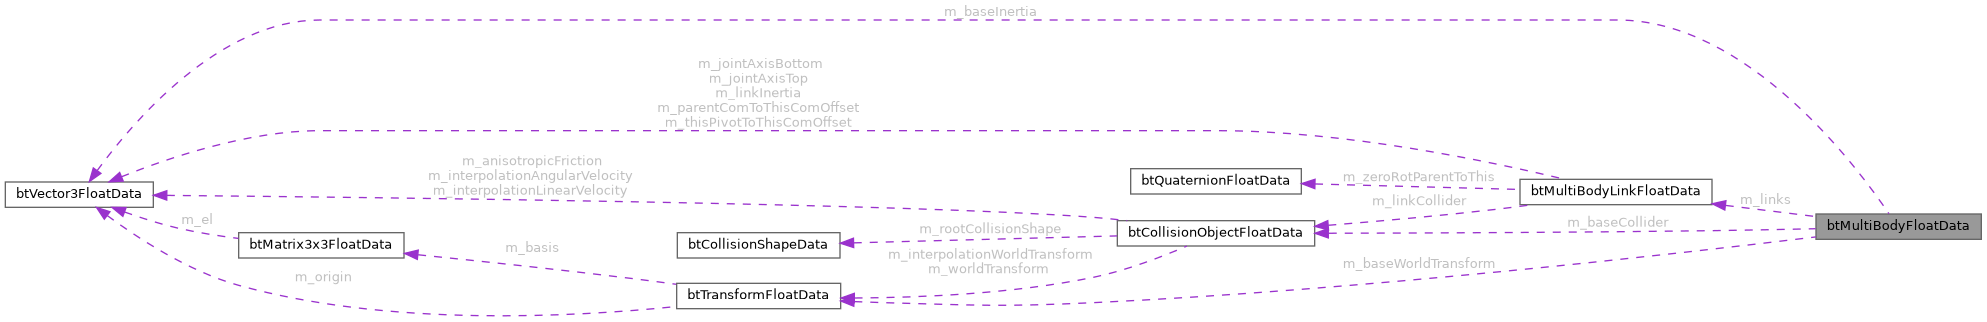 m_baseInertia
m_jointAxisBottom
m_jointAxisTop
m_linkInertia
m_parentComToThisComOffset
m_thisPivotToThisComOffset
m_anisotropicFriction
m_interpolationAngularVelocity
m_interpolationLinearVelocity
btVector3FloatData
btQuaternionFloatData
m_zeroRotParentToThis
btMultiBodyLinkFloatData
m_links
m_linkCollider
m_el
btMatrix3x3FloatData
m_basis
btCollisionShapeData
m_rootCollisionShape
btCollisionObjectFloatData
m_baseCollider
btMultiBodyFloatData
m_interpolationWorldTransform
m_worldTransform
m_baseWorldTransform
m_origin
btTransformFloatData